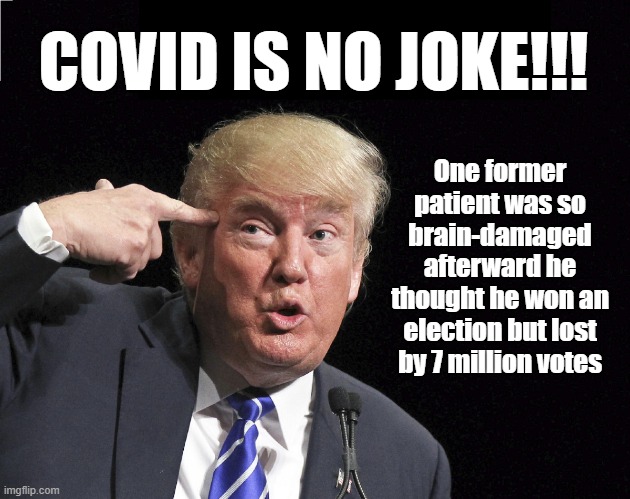 COVID IS NO JOKE!!!
One former
patient was so
brain-damaged
afterward he
thought he won an
election but lost
by 7 million votes
imgflip.com